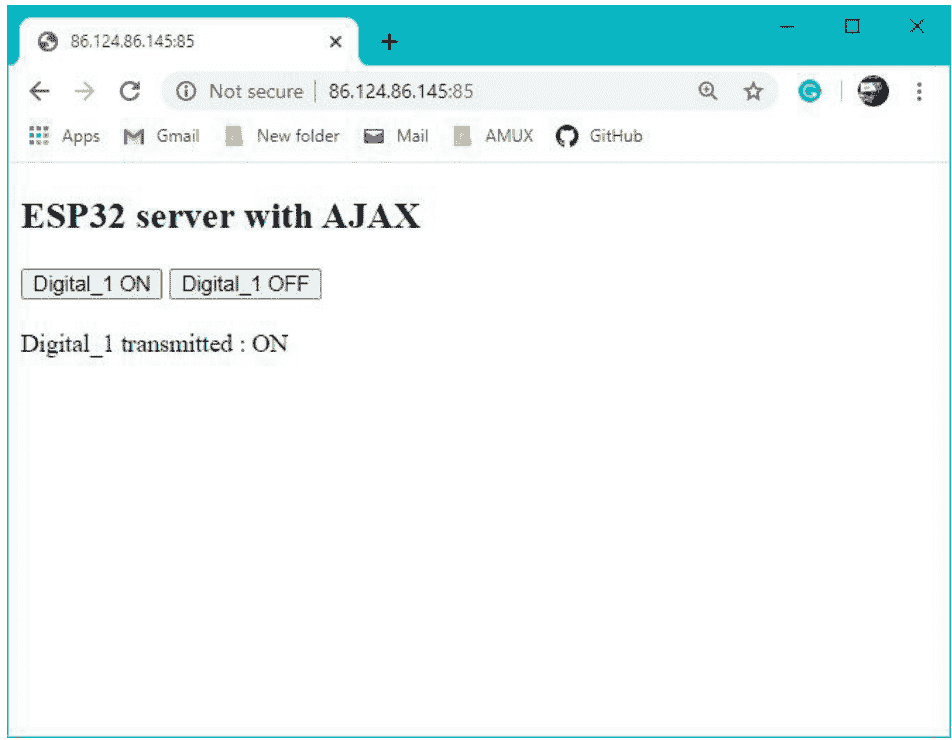 86.124.86.145:85
Not secure | 86.124.86.145:85
Apps Gmail New folder Mail AMUX GitHub
ESP32 server with AJAX
Digital_1 ON Digital_1 OFF
Digital_1 transmitted : ON